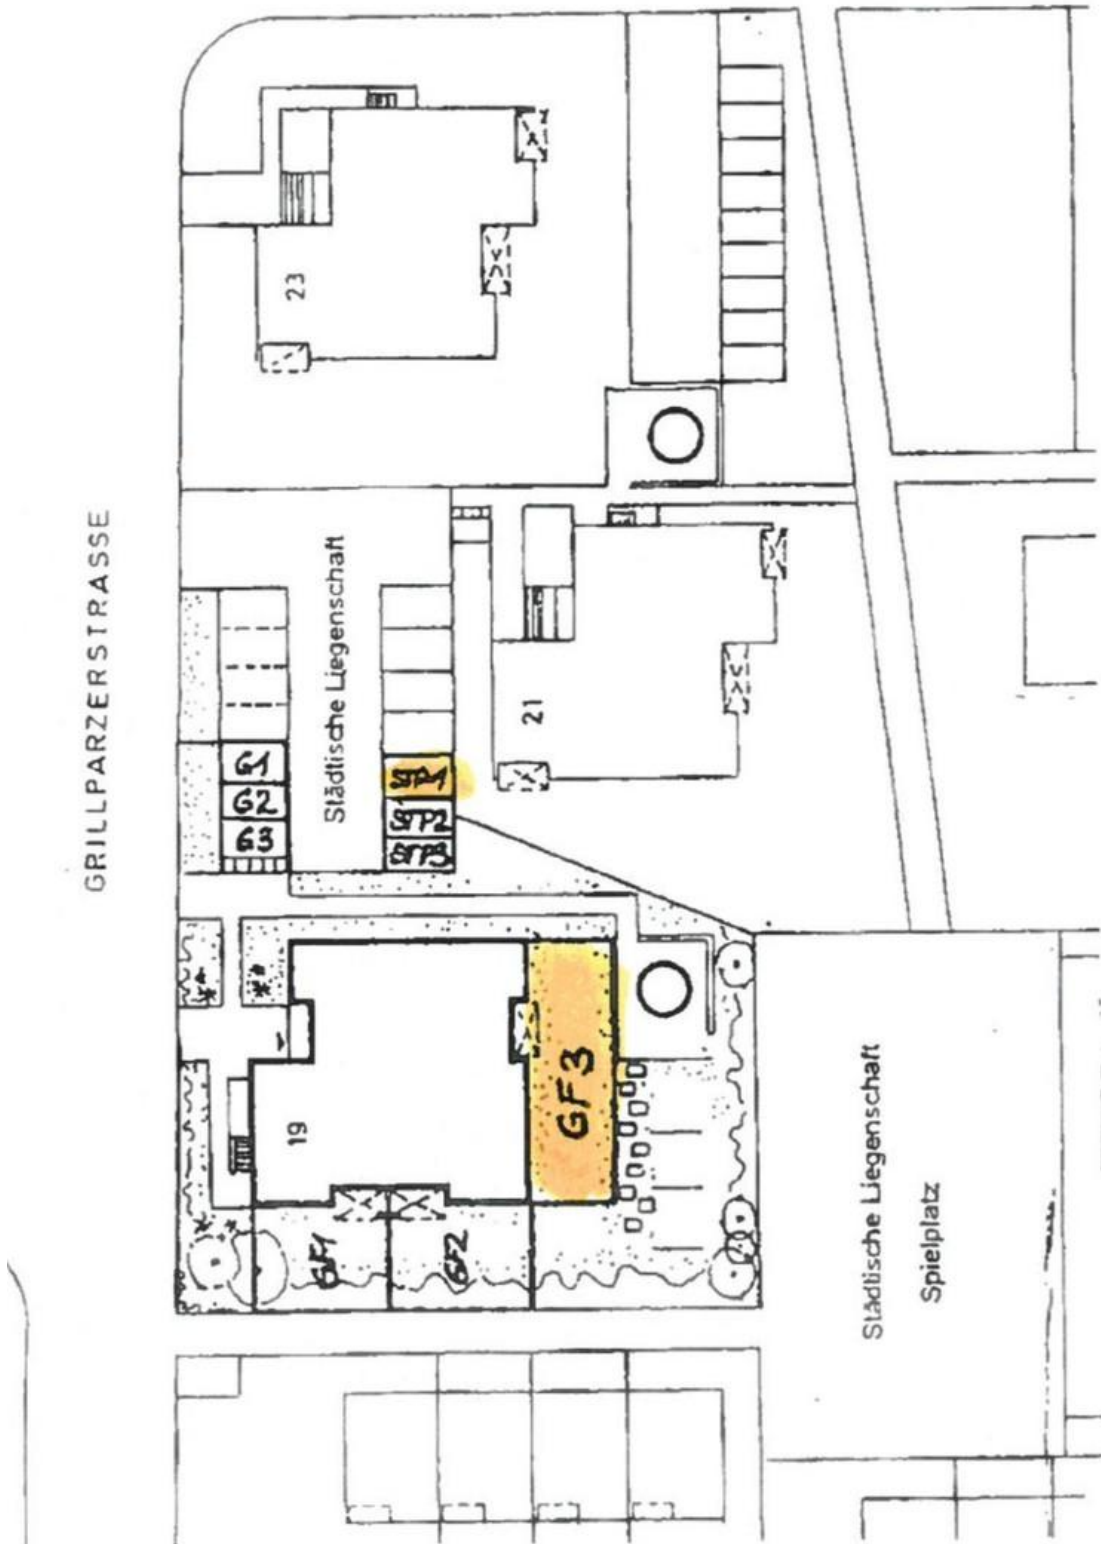 GRILLPARZERSTRASSE
23
Städtische Liegenschaft
21
G1
G2
G3
STP1
STP2
STP3
19
GF1
GF2
GF3
Städtische Liegenschaft
Spielplatz